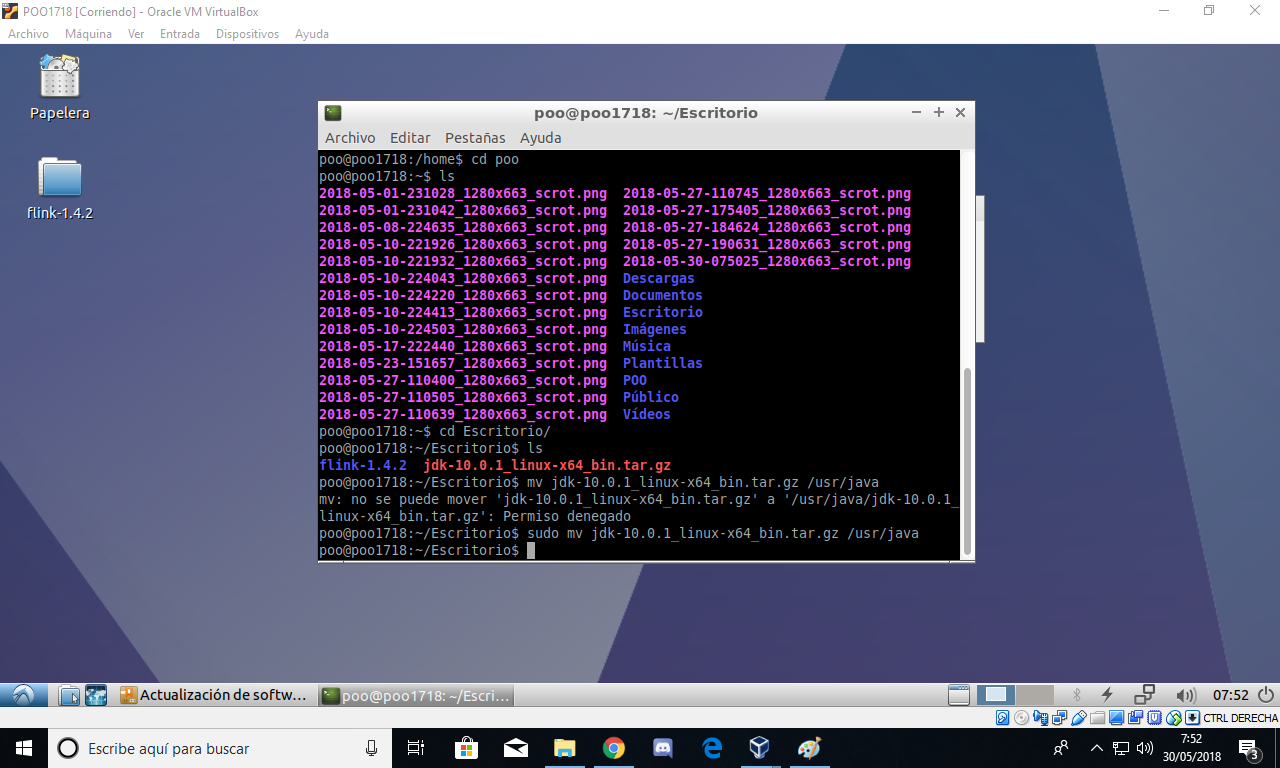 POO1718 [Corriendo] - Oracle VM VirtualBox
Archivo Máquina Ver Entrada Dispositivos Ayuda
Papelera
flink-1.4.2
poo@poo1718: ~/Escritorio
Archivo Editar Pestañas Ayuda
poo@poo1718:/home$ cd poo
poo@poo1718:~$ ls
2018-05-01-231028_1280x663_scrot.png 2018-05-27-110745_1280x663_scrot.png
2018-05-01-231042_1280x663_scrot.png 2018-05-27-175405_1280x663_scrot.png
2018-05-08-224635_1280x663_scrot.png 2018-05-27-184624_1280x663_scrot.png
2018-05-10-221926_1280x663_scrot.png 2018-05-27-190631_1280x663_scrot.png
2018-05-10-221932_1280x663_scrot.png 2018-05-30-075025_1280x663_scrot.png
2018-05-10-224043_1280x663_scrot.png Descargas
2018-05-10-224220_1280x663_scrot.png Documentos
2018-05-10-224413_1280x663_scrot.png Escritorio
2018-05-10-224503_1280x663_scrot.png Imágenes
2018-05-17-222440_1280x663_scrot.png Música
2018-05-23-151657_1280x663_scrot.png Plantillas
2018-05-27-110400_1280x663_scrot.png POO
2018-05-27-110505_1280x663_scrot.png Público
2018-05-27-110639_1280x663_scrot.png Vídeos
poo@poo1718:~$ cd Escritorio/
poo@poo1718:~/Escritorio$ ls
flink-1.4.2 jdk-10.0.1_linux-x64_bin.tar.gz
poo@poo1718:~/Escritorio$ mv jdk-10.0.1_linux-x64_bin.tar.gz /usr/java
mv: no se puede mover 'jdk-10.0.1_linux-x64_bin.tar.gz' a '/usr/java/jdk-10.0.1_
linux-x64_bin.tar.gz': Permiso denegado
poo@poo1718:~/Escritorio$ sudo mv jdk-10.0.1_linux-x64_bin.tar.gz /usr/java
poo@poo1718:~/Escritorio$
Actualización de softw... poo@poo1718: ~/Escri... 07:52
CTRL DERECHA
Escribe aquí para buscar
7:52
30/05/2018
3